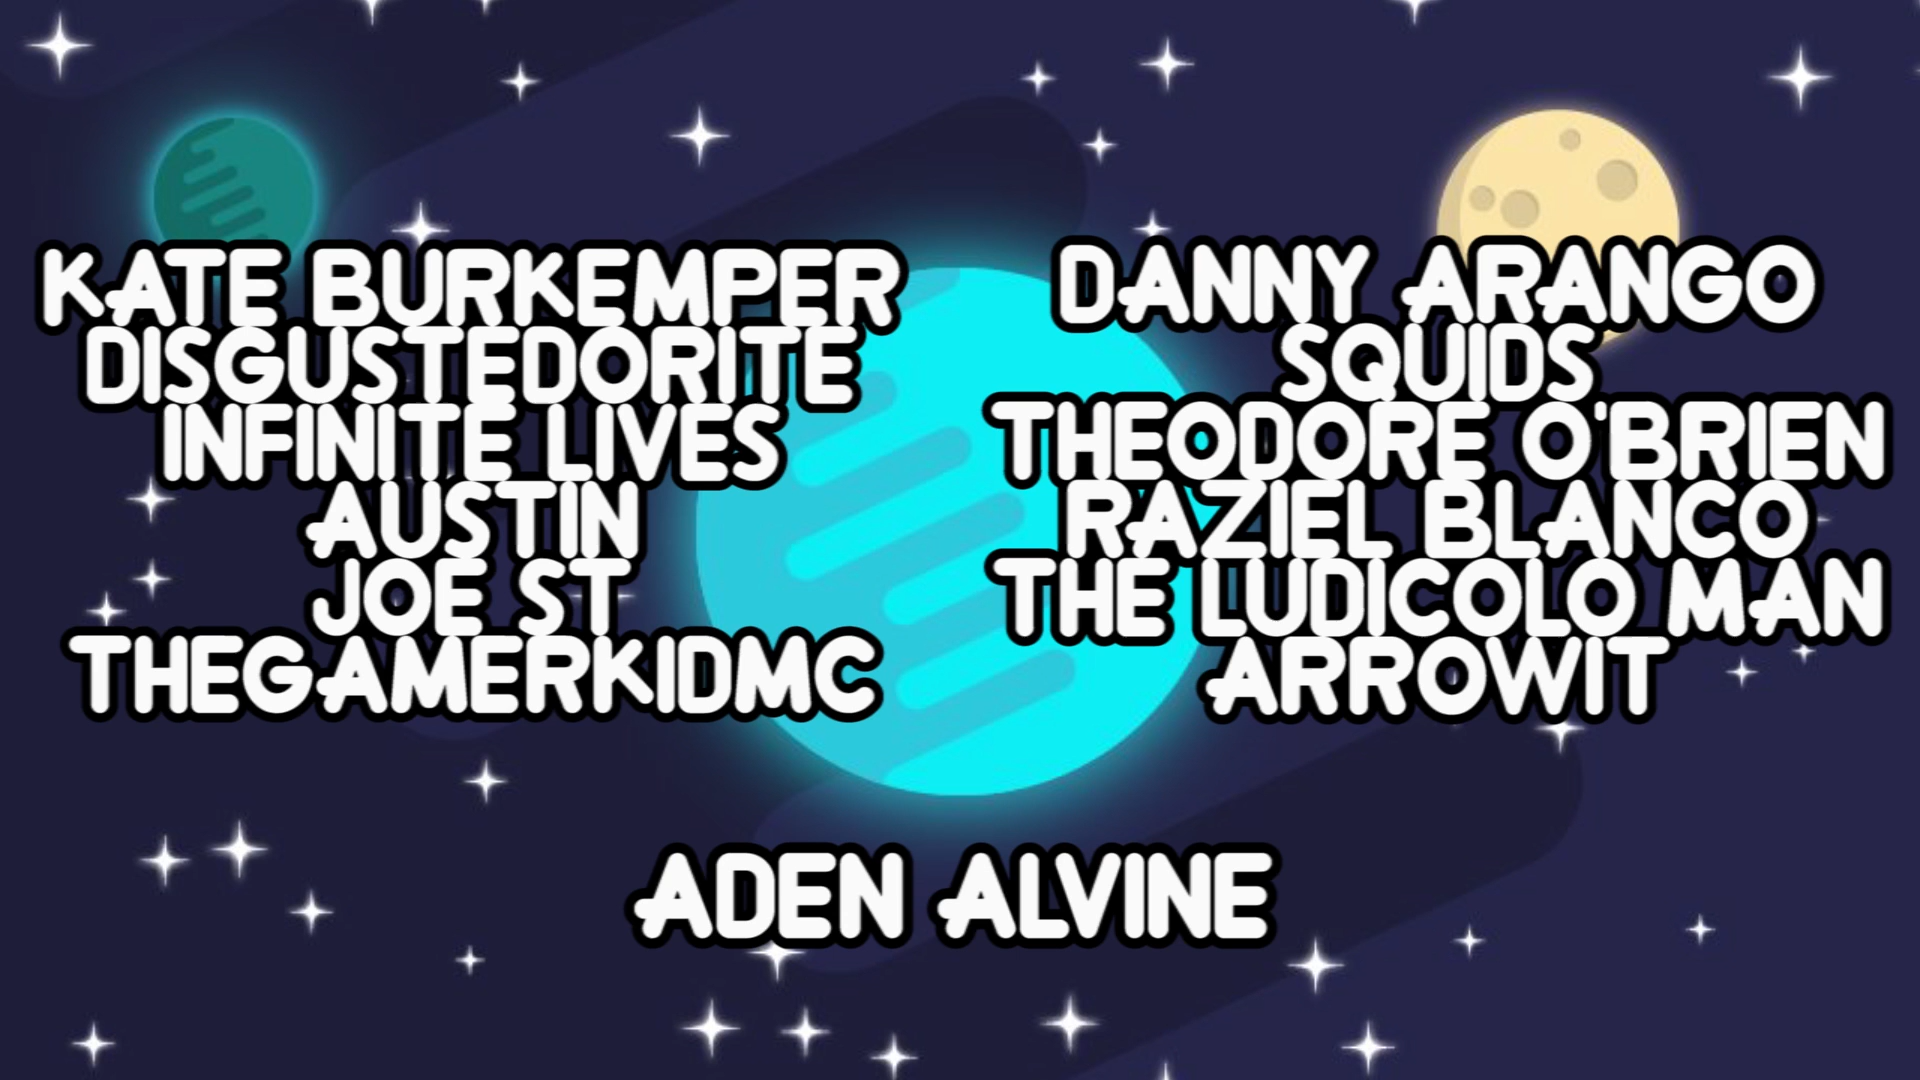 KATE BURKEMPER
DISGUSTEDORITE
INFINITE LIVES
AUSTIN
JOE ST
THEGAMERKIDMC
DANNY ARANGO
SQUIDS
THEODORE O'BRIEN
RAZIEL BLANCO
THE LUDICOLO MAN
ARROWIT
ADEN ALVINE